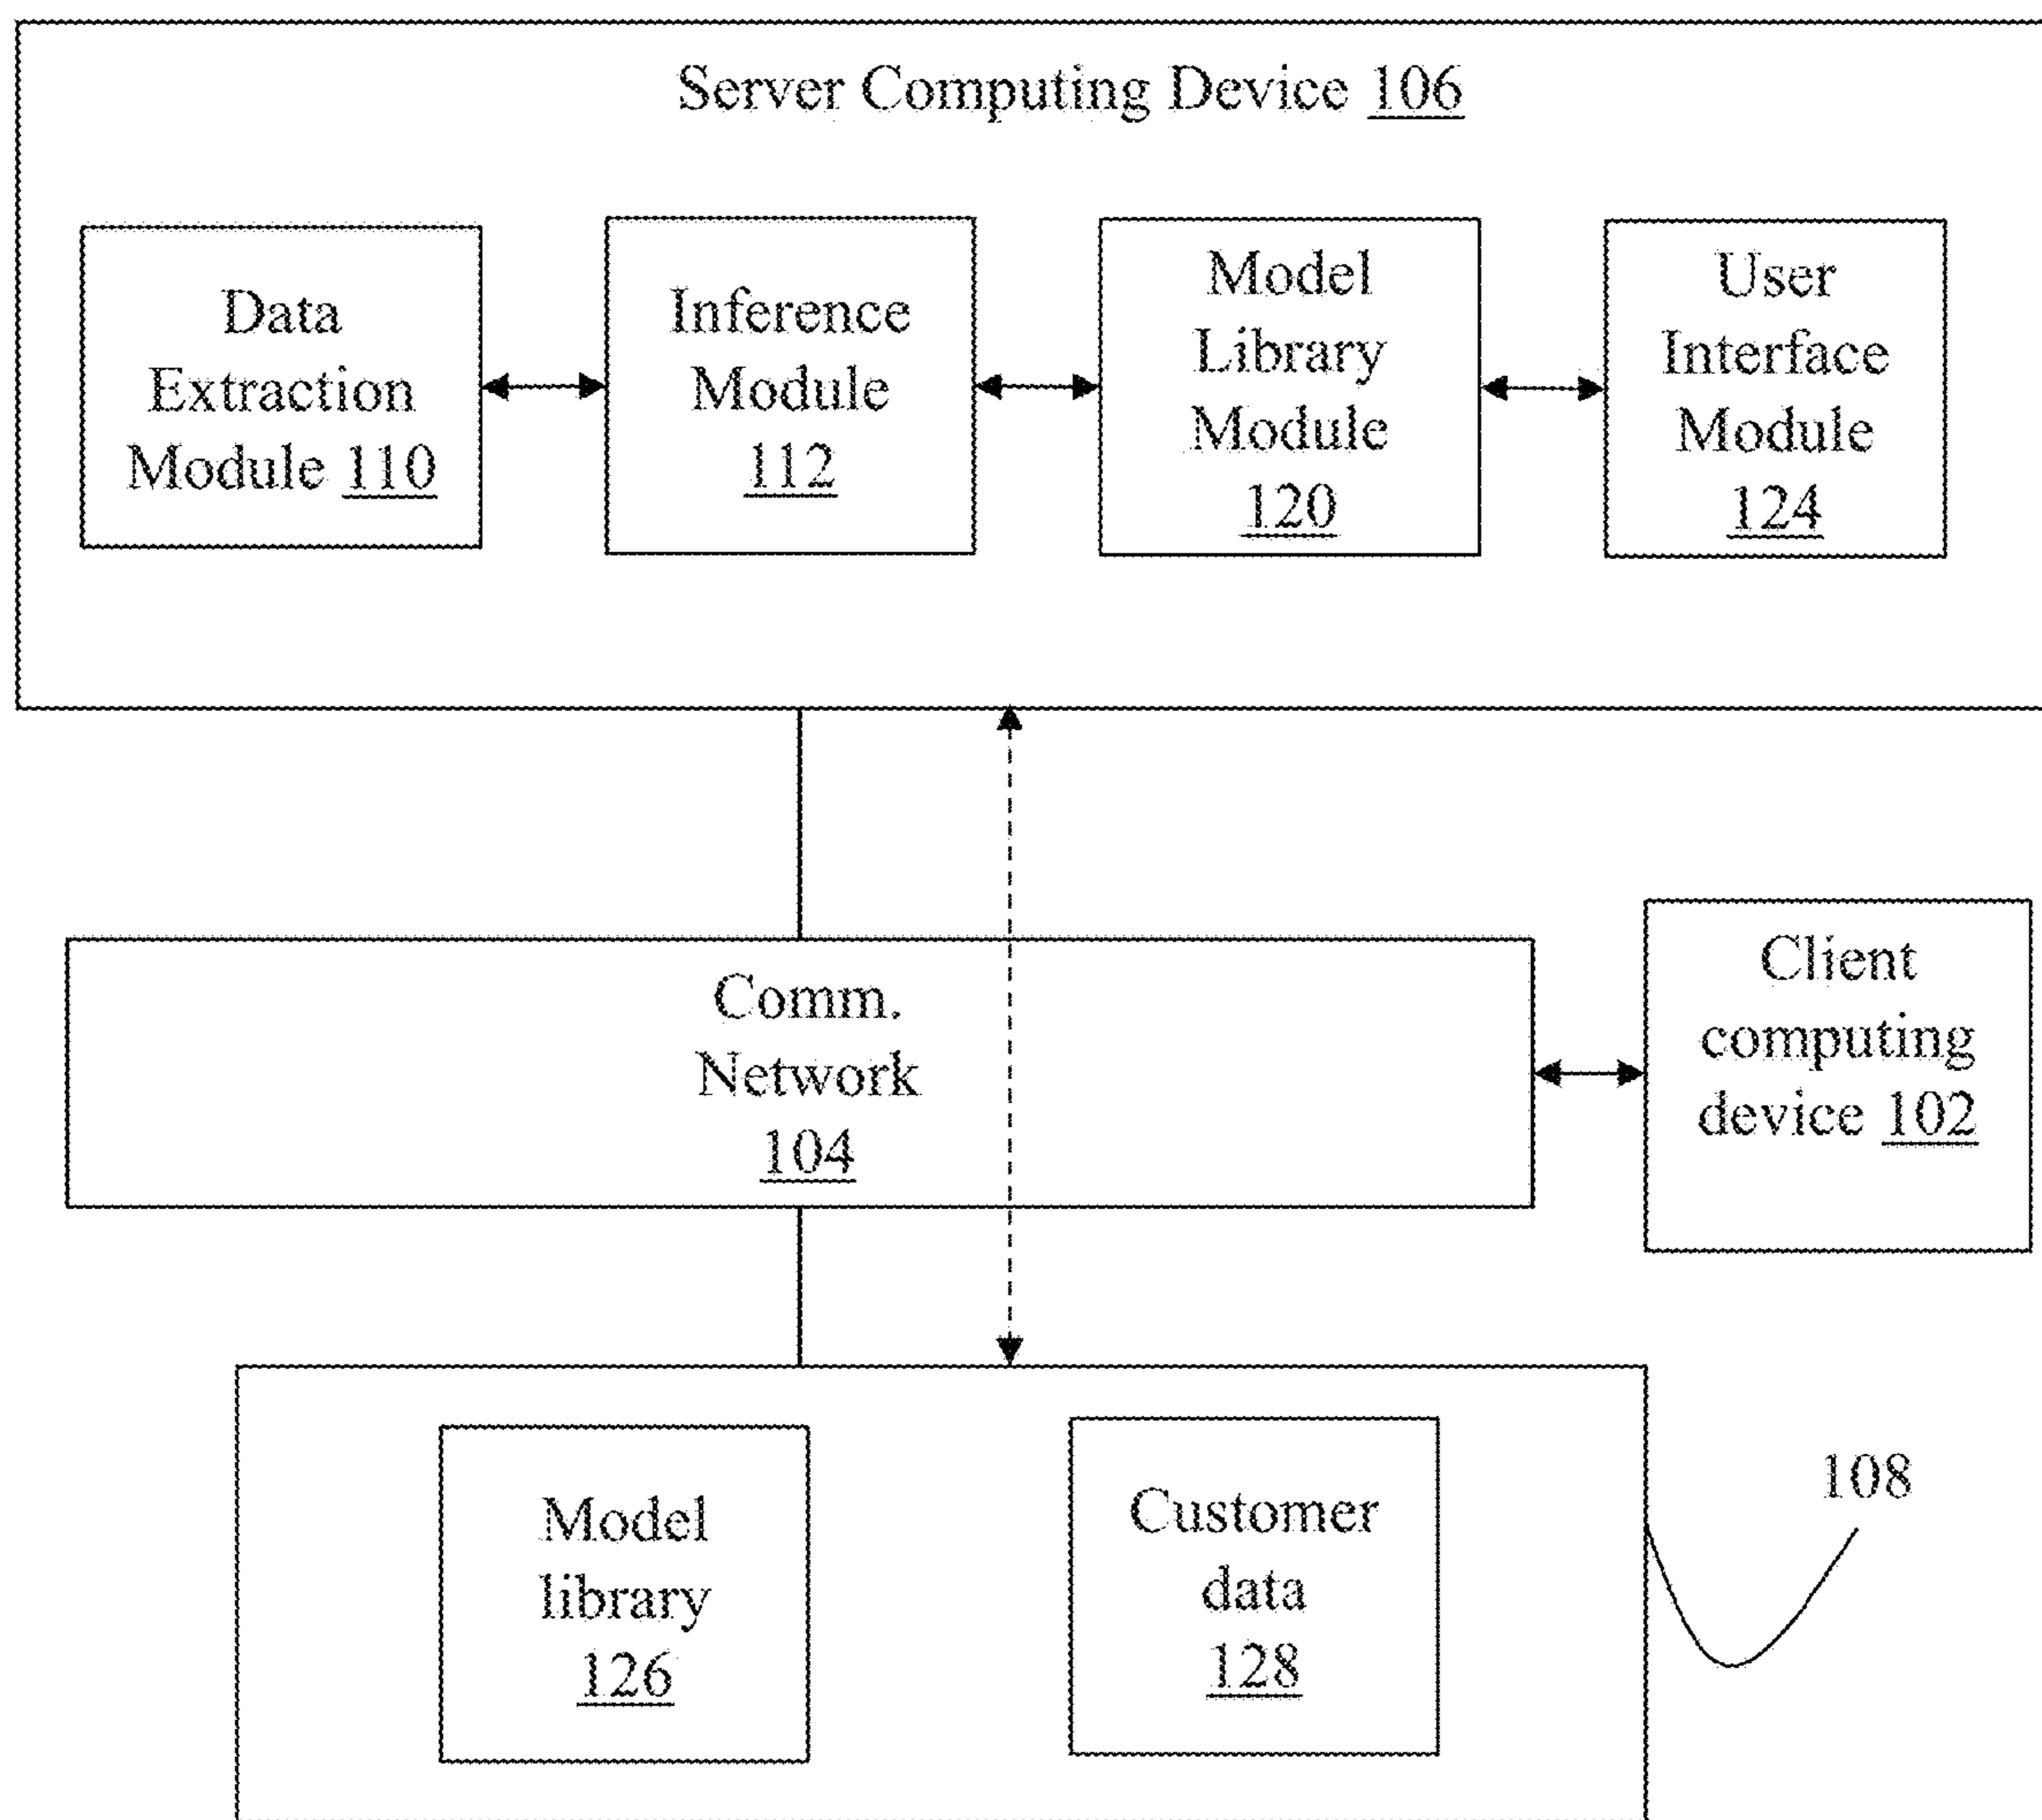 Server Computing Device 106
Data
Extraction
Module 110
Inference
Module
112
Model
Library
Module
120
User
Interface
Module
124
Comm.
Network
104
Client
computing
device 102
Model
library
126
Customer
data
128
108